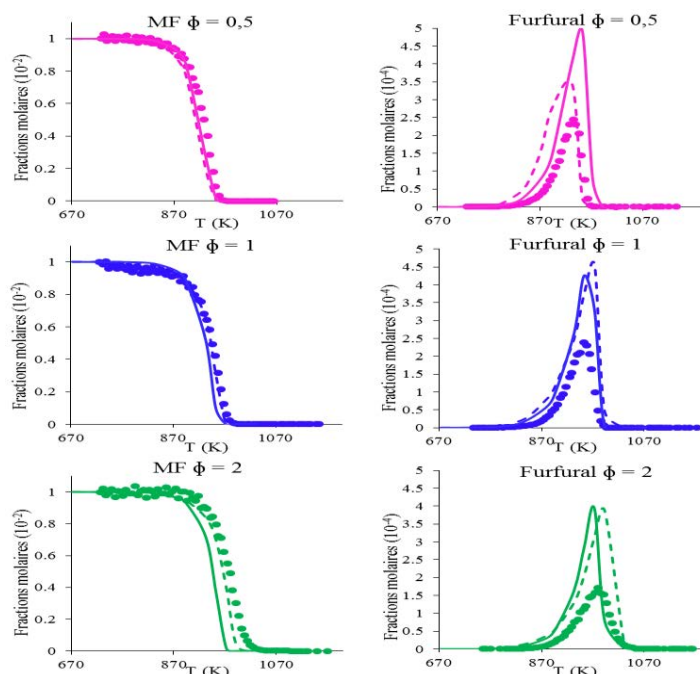 MF ϕ = 0,5
Fractions molaires (10⁻²)
1
0.8
0.6
0.4
0.2
0
670 870 1070
T (K)
Furfural ϕ = 0,5
Fractions molaires (10⁻⁴)
5
4.5
4
3.5
3
2.5
2
1.5
1
0.5
0
670 870 1070
T (K)
MF ϕ = 1
Fractions molaires (10⁻²)
1
0.8
0.6
0.4
0.2
0
670 870 1070
T (K)
Furfural ϕ = 1
Fractions molaires (10⁻⁴)
5
4.5
4
3.5
3
2.5
2
1.5
1
0.5
0
670 870 1070
T (K)
MF ϕ = 2
Fractions molaires (10⁻²)
1
0.8
0.6
0.4
0.2
0
670 870 1070
T (K)
Furfural ϕ = 2
Fractions molaires (10⁻⁴)
5
4.5
4
3.5
3
2.5
2
1.5
1
0.5
0
670 870 1070
T (K)